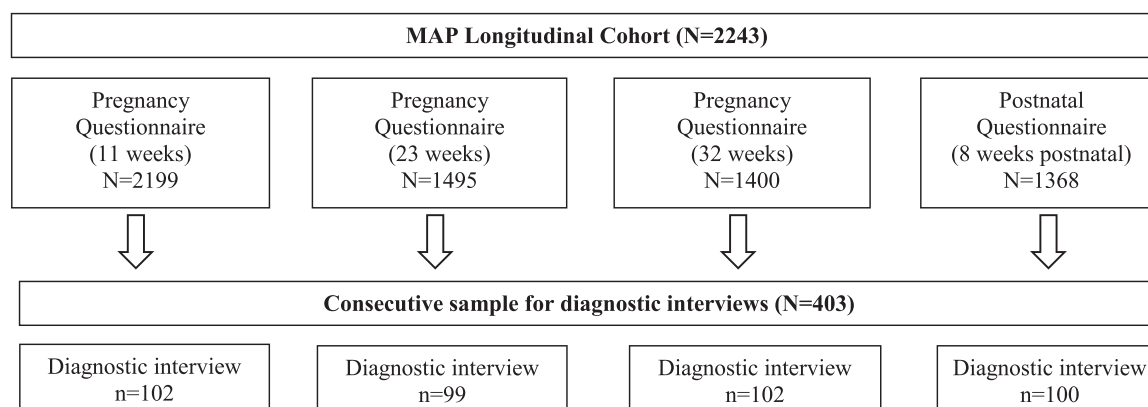 MAP Longitudinal Cohort (N=2243)
Pregnancy
Questionnaire
(11 weeks)
N=2199
Pregnancy
Questionnaire
(23 weeks)
N=1495
Pregnancy
Questionnaire
(32 weeks)
N=1400
Postnatal
Questionnaire
(8 weeks postnatal)
N=1368
Consecutive sample for diagnostic interviews (N=403)
Diagnostic interview
n=102
Diagnostic interview
n=99
Diagnostic interview
n=102
Diagnostic interview
n=100